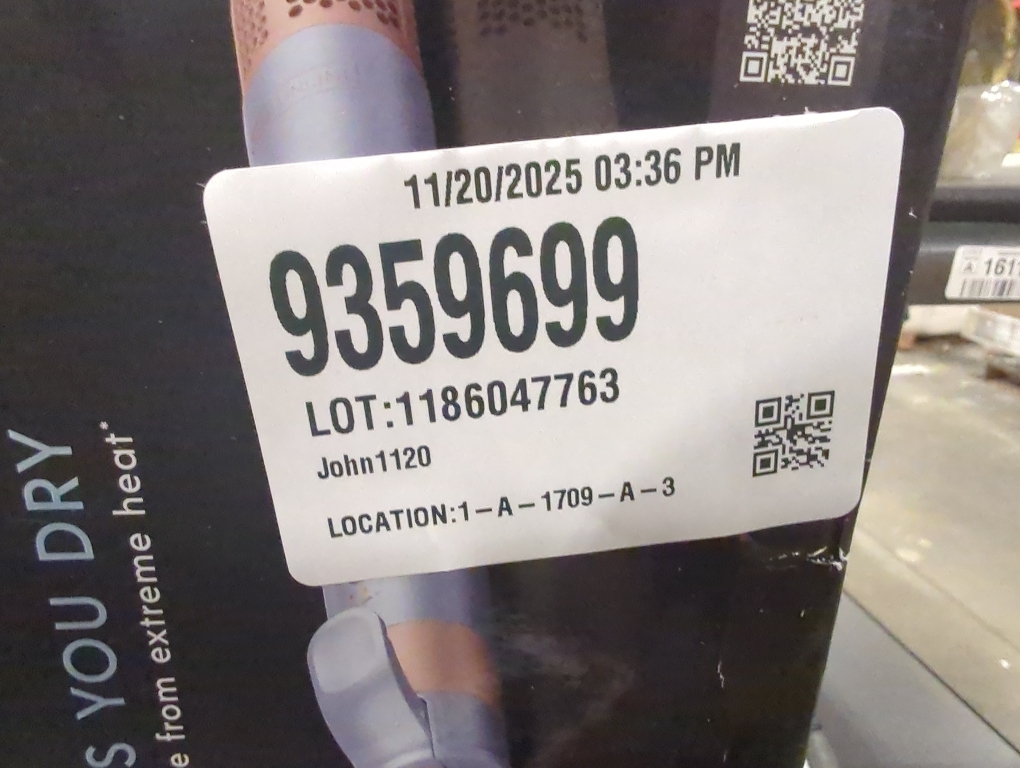 11/20/2025 03:36 PM
9359699
LOT:1186047763
John1120
LOCATION:1-A-1709-A-3
S YOU DRY
e from extreme heat*
A 1611